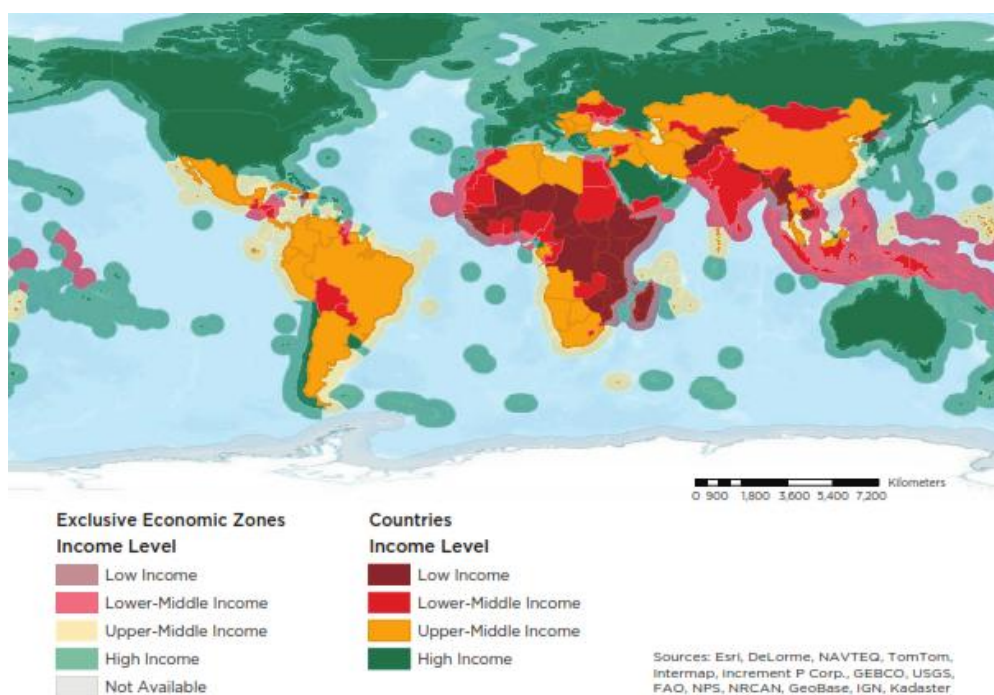 Kilometers
0 900 1,800 3,600 5,400 7,200
Exclusive Economic Zones
Income Level
Low Income
Lower-Middle Income
Upper-Middle Income
High Income
Not Available
Countries
Income Level
Low Income
Lower-Middle Income
Upper-Middle Income
High Income
Sources: Esri, DeLorme, NAVTEQ, TomTom,
Intermap, increment P Corp., GEBCO, USGS,
FAO, NPS, NRCAN, GeoBase, IGN, Kadaster